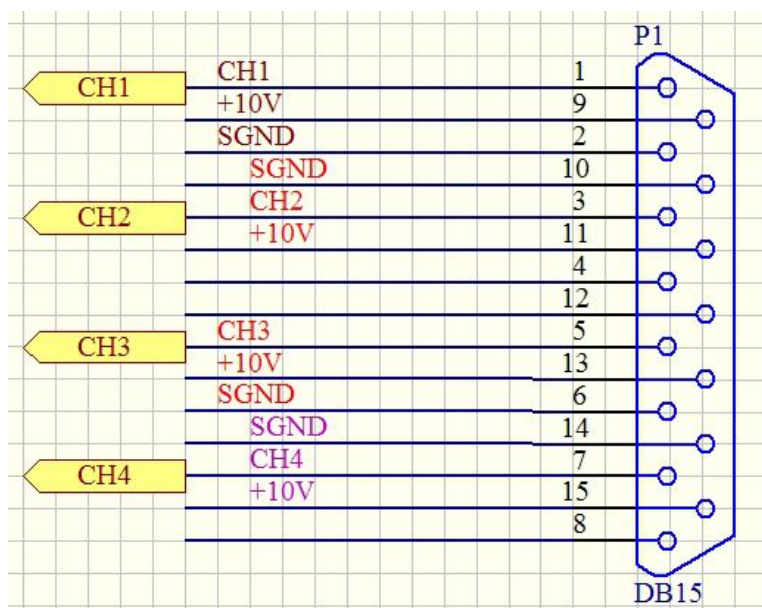 P1
CH1 CH1 1
+10V 9
SGND 2
SGND 10
CH2 CH2 3
+10V 11
4
12
CH3 CH3 5
+10V 13
SGND 6
SGND 14
CH4 CH4 7
+10V 15
8
DB15